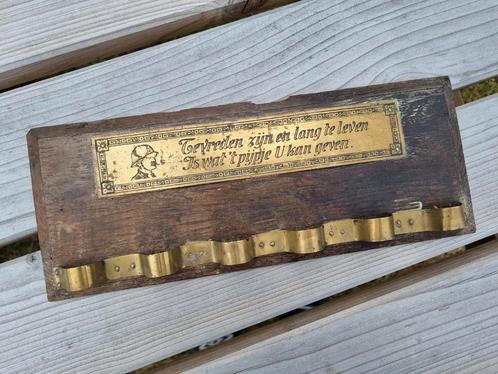 Tevreden zijn en lang te leven
Is wat 't pijpje U kan geven.